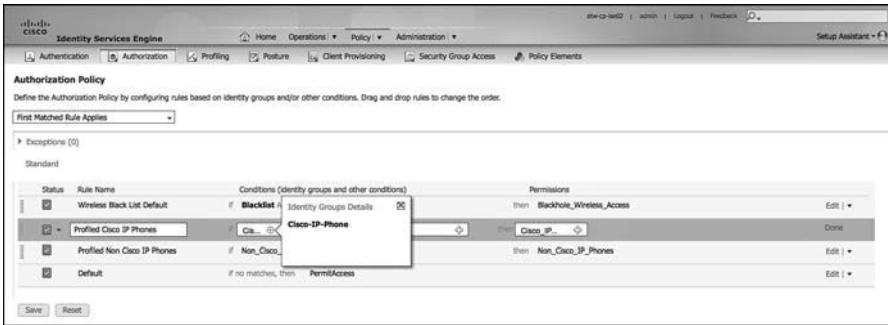 atw-cp-ise02 | admin | Logout | Feedback
CISCO Identity Services Engine
Home Operations Policy Administration
Setup Assistant
Authentication Authorization Profiling Posture Client Provisioning Security Group Access Policy Elements
Authorization Policy
Define the Authorization Policy by configuring rules based on identity groups and/or other conditions. Drag and drop rules to change the order.
First Matched Rule Applies
Exceptions (0)
Standard
Status Rule Name Conditions (identity groups and other conditions) Permissions
Wireless Black List Default if Blacklist then Blackhole_Wireless_Access Edit |
Identity Groups Details
Cisco-IP-Phone
Profiled Cisco IP Phones if Cis... then Cisco_IP... Done
Profiled Non Cisco IP Phones if Non_Cisco_ then Non_Cisco_IP_Phones Edit |
Default If no matches, then PermitAccess Edit |
Save Reset